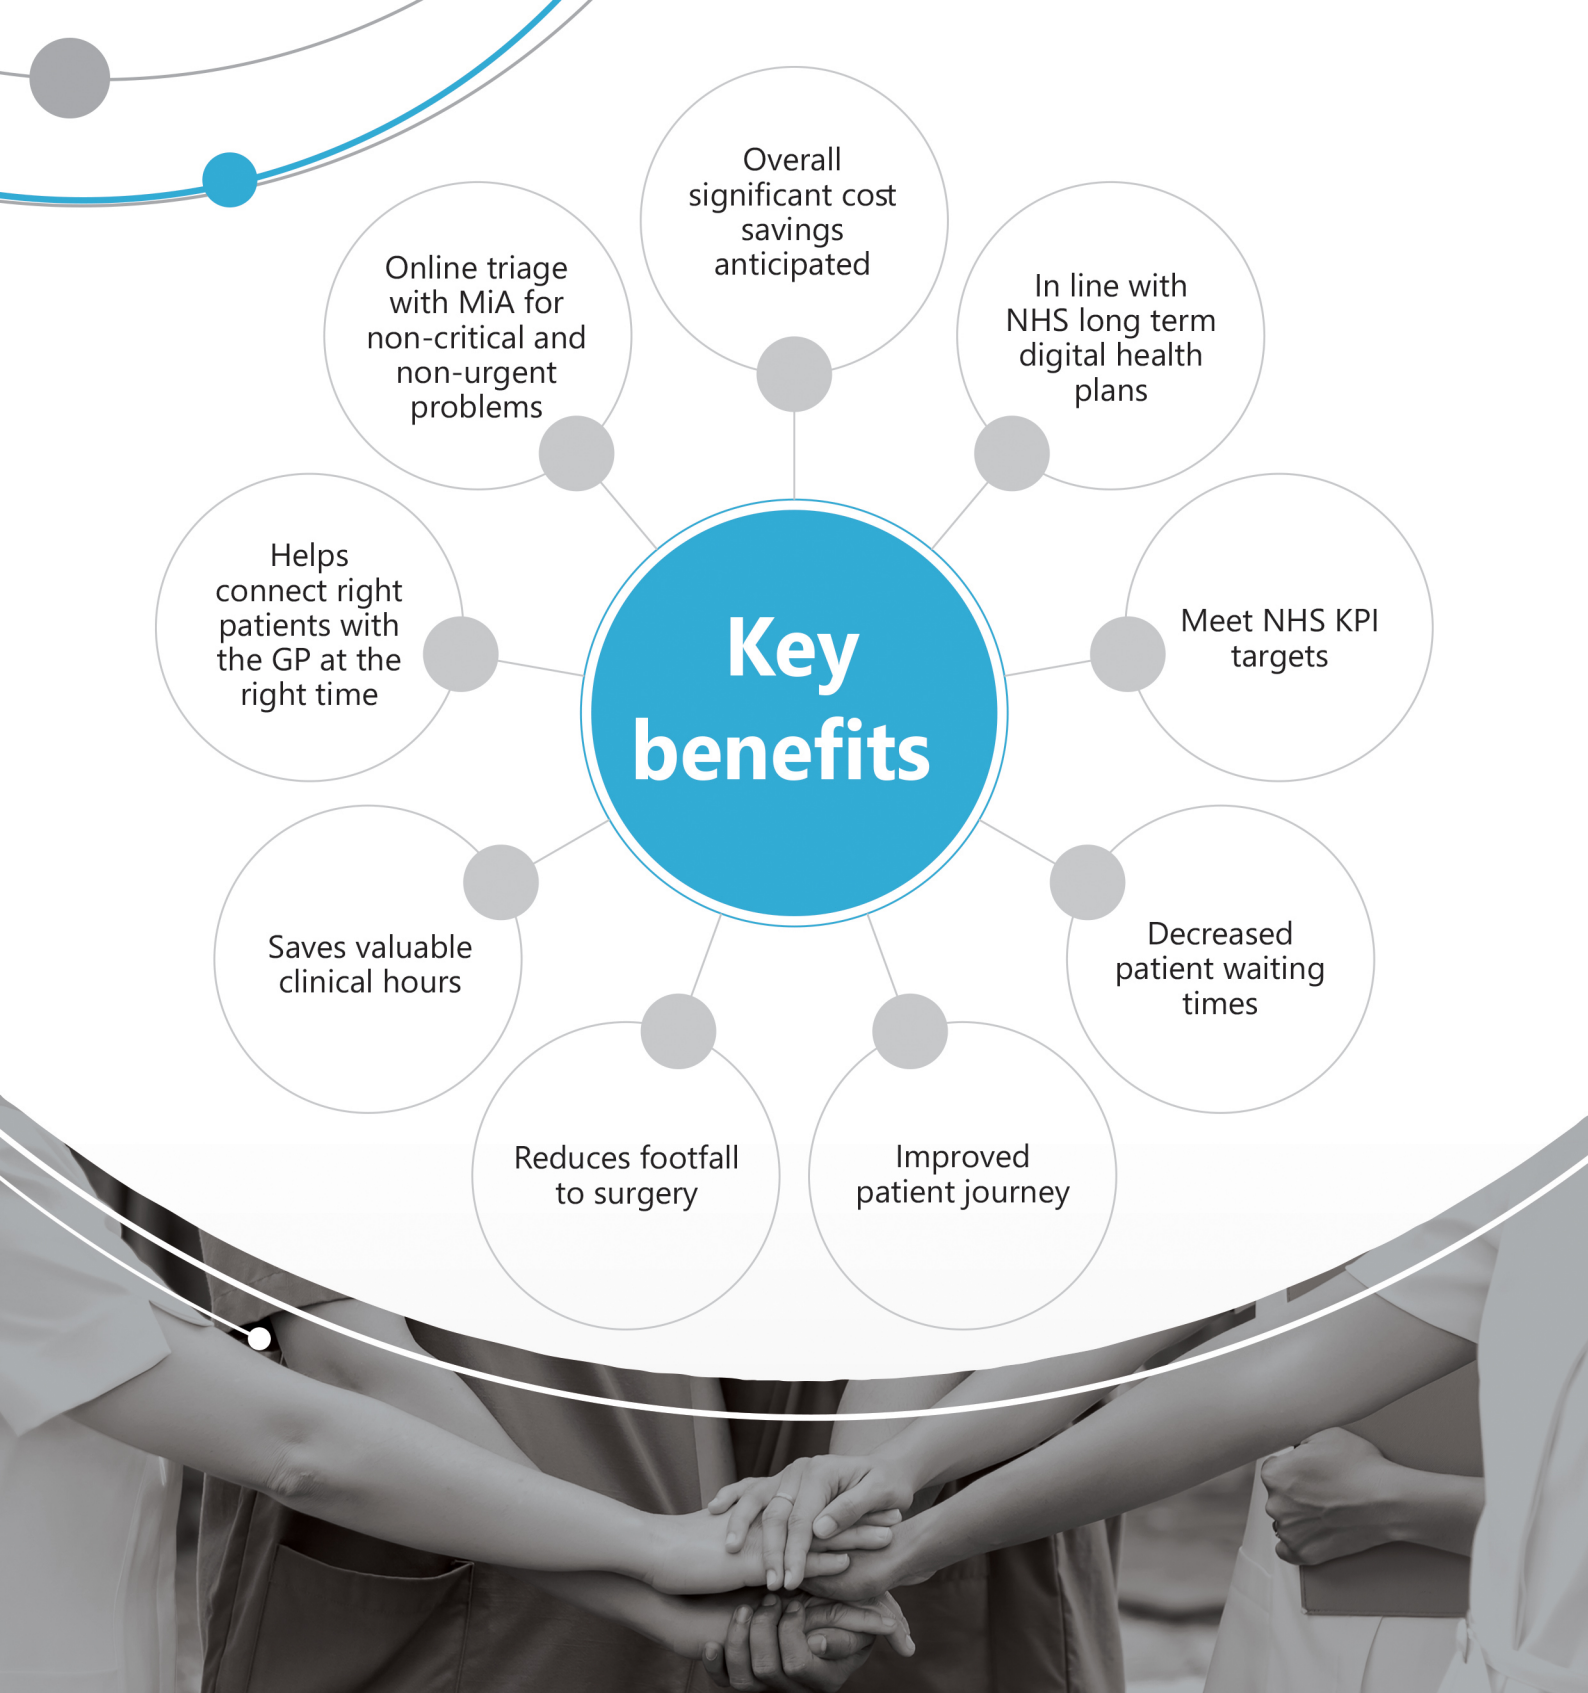 Overall
significant cost
savings
anticipated
Online triage
with MiA for
non-critical and
non-urgent
problems
In line with
NHS long term
digital health
plans
Helps
connect right
patients with
the GP at the
right time
Key
benefits
Meet NHS KPI
targets
Saves valuable
clinical hours
Decreased
patient waiting
times
Reduces footfall
to surgery
Improved
patient journey